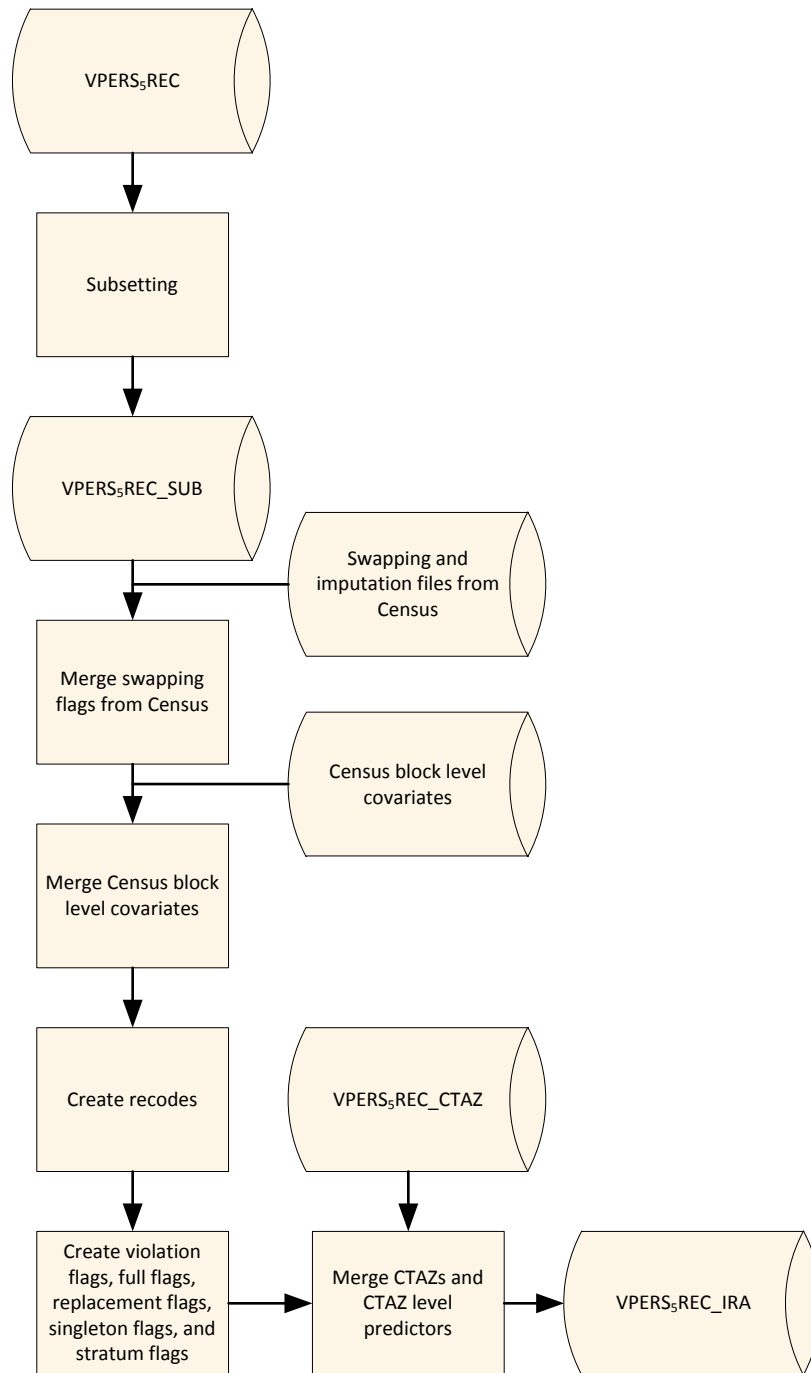 VPERS₅REC
Subsetting
VPERS₅REC_SUB
Swapping and
imputation files from
Census
Merge swapping
flags from Census
Census block level
covariates
Merge Census block
level covariates
Create recodes
VPERS₅REC_CTAZ
Create violation
flags, full flags,
replacement flags,
singleton flags, and
stratum flags
Merge CTAZs and
CTAZ level
predictors
VPERS₅REC_IRA